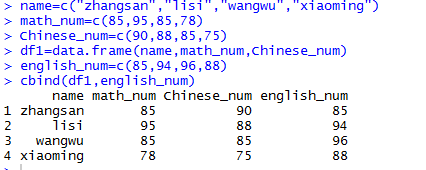 > name=c("zhangsan","lisi","wangwu","xiaoming")
> math_num=c(85,95,85,78)
> Chinese_num=c(90,88,85,75)
> df1=data.frame(name,math_num,Chinese_num)
> english_num=c(85,94,96,88)
> cbind(df1,english_num)
      name math_num Chinese_num english_num
1 zhangsan       85          90          85
2     lisi       95          88          94
3   wangwu       85          85          96
4 xiaoming       78          75          88
>